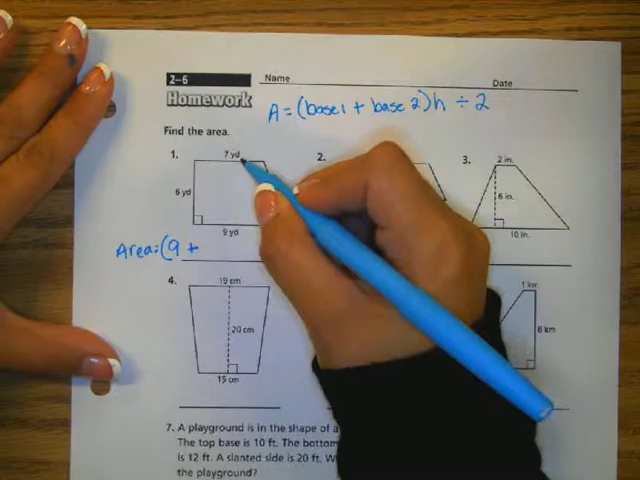 2-6
Name
Date
Homework
A = (base 1 + base 2)h ÷ 2
Find the area.
1.
7 yd
6 yd
9 yd
2.
3.
2 in.
6 in.
10 in.
Area=(9 +
4.
19 cm
20 cm
15 cm
1 km
8 km
7. A playground is in the shape of a
The top base is 10 ft. The bottom
is 12 ft. A slanted side is 20 ft. W
the playground?